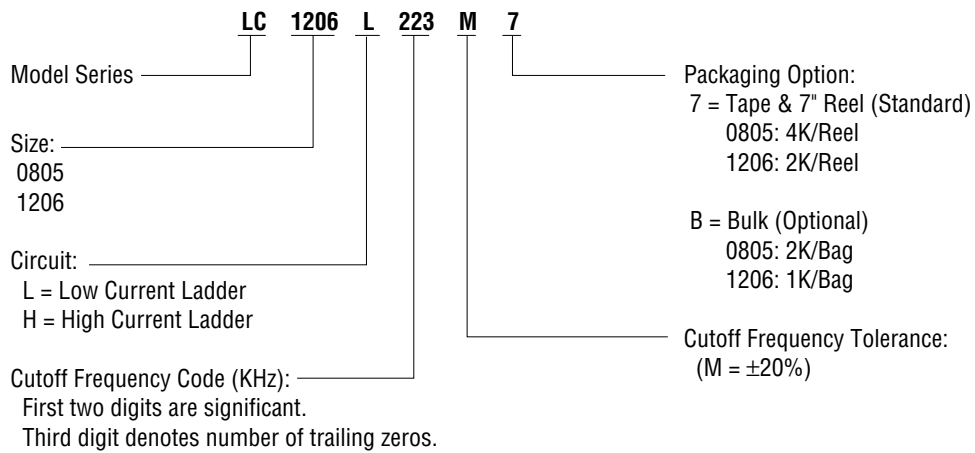 LC 1206 L 223 M 7
Model Series
Size:
0805
1206
Circuit:
L = Low Current Ladder
H = High Current Ladder
Cutoff Frequency Code (KHz):
First two digits are significant.
Third digit denotes number of trailing zeros.
Packaging Option:
7 = Tape & 7" Reel (Standard)
0805: 4K/Reel
1206: 2K/Reel
B = Bulk (Optional)
0805: 2K/Bag
1206: 1K/Bag
Cutoff Frequency Tolerance:
(M = ±20%)